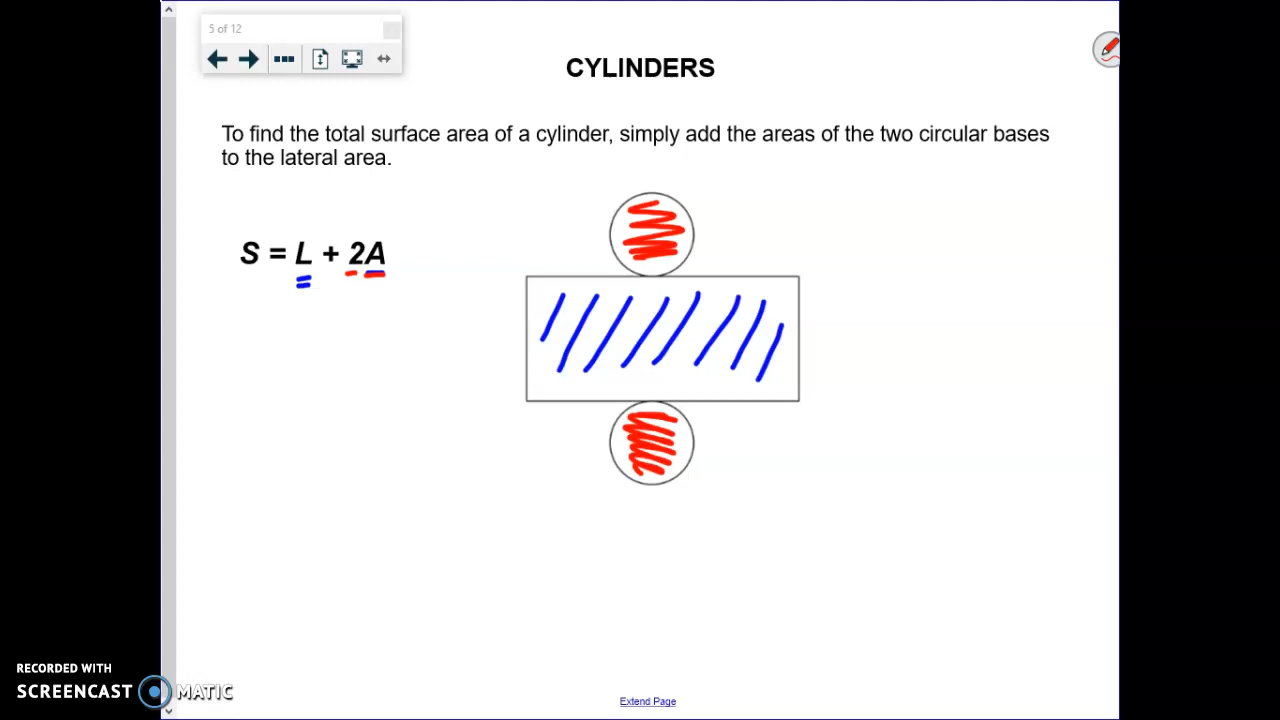 5 of 12
CYLINDERS
To find the total surface area of a cylinder, simply add the areas of the two circular bases
to the lateral area.
S = L + 2A
RECORDED WITH
SCREENCAST MATIC
Extend Page